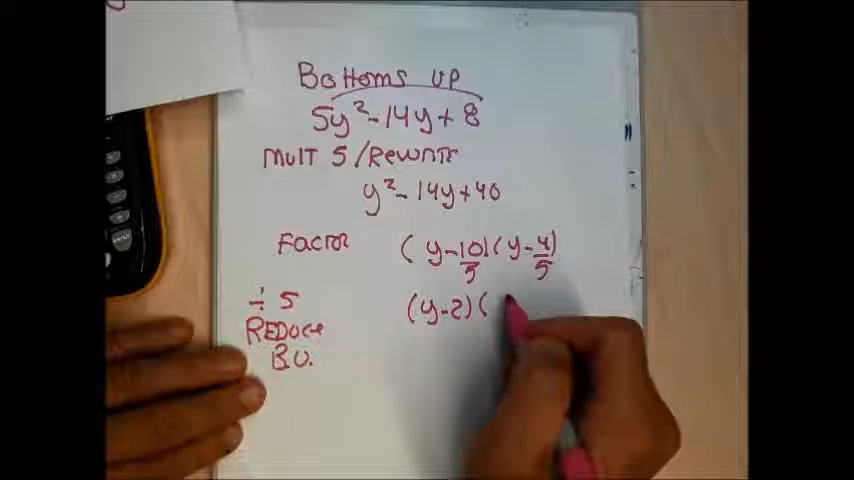 Bottoms UP
5y²-14y+8
MULT 5/Rewrite
y²-14y+40
Factor (y-10/5)(y-4/5)
÷5 (y-2)(
REDUCE
B.U.